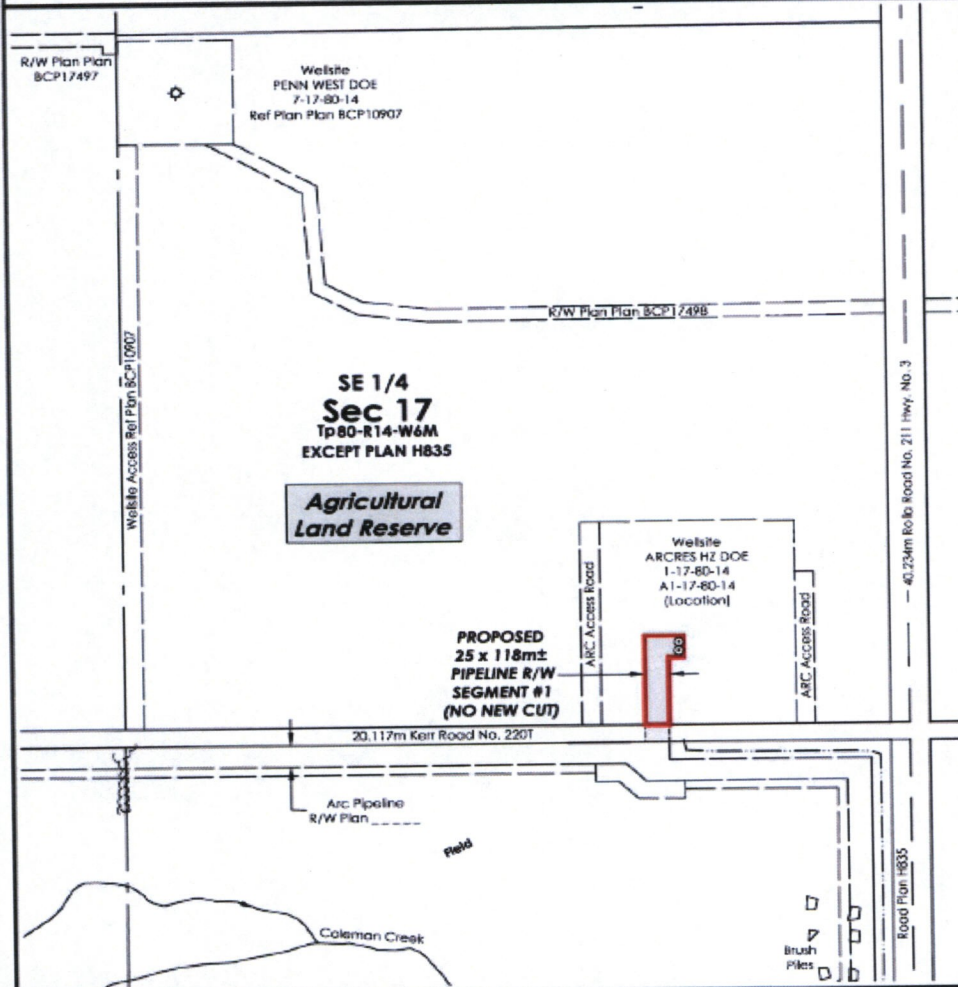 R/W Plan Plan
BCP17497
Wellsite
PENN WEST DOE
7-17-80-14
Ref Plan Plan BCP10907
R/W Plan Plan BCP17498
Wellsite Access Ref Plan BCP10907
40.234m Rolla Road No. 211 Hwy. No. 3
SE 1/4
Sec 17
Tp80-R14-W6M
EXCEPT PLAN H835
Agricultural
Land Reserve
Wellsite
ARCRES HZ DOE
1-17-80-14
A1-17-80-14
(Location)
ARC Access Road
ARC Access Road
PROPOSED
25 x 118m±
PIPELINE R/W
SEGMENT #1
(NO NEW CUT)
20.117m Kerr Road No. 220T
Arc Pipeline
R/W Plan ______
Field
Coleman Creek
Brush
Piles
Road Plan H835